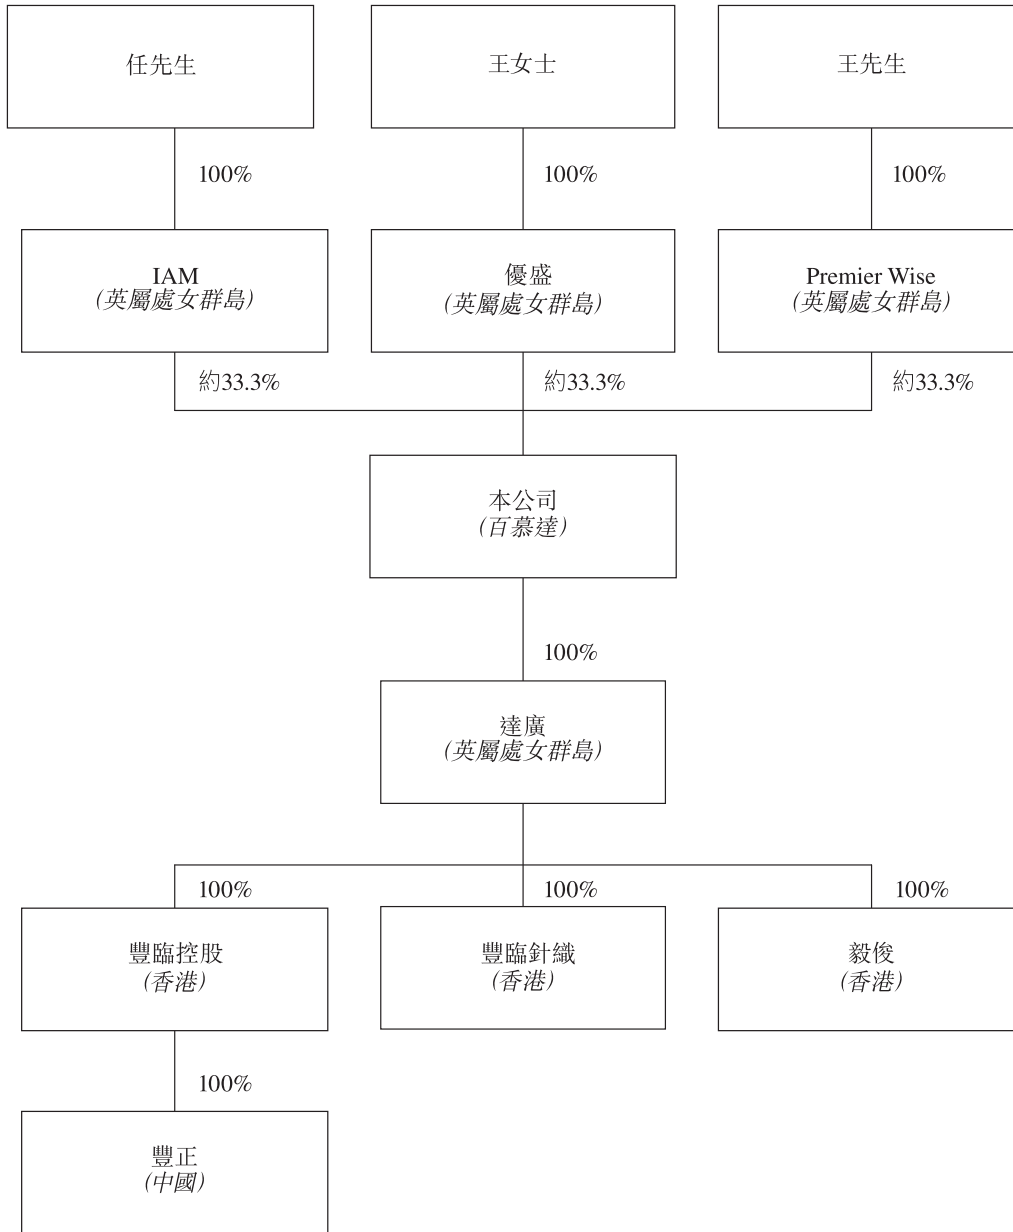 任先生
王女士
王先生
100%
100%
100%
IAM
(英屬處女群島)
優盛
(英屬處女群島)
Premier Wise
(英屬處女群島)
約33.3%
約33.3%
約33.3%
本公司
(百慕達)
100%
達廣
(英屬處女群島)
100%
100%
100%
豐臨控股
(香港)
豐臨針織
(香港)
毅俊
(香港)
100%
豐正
(中國)